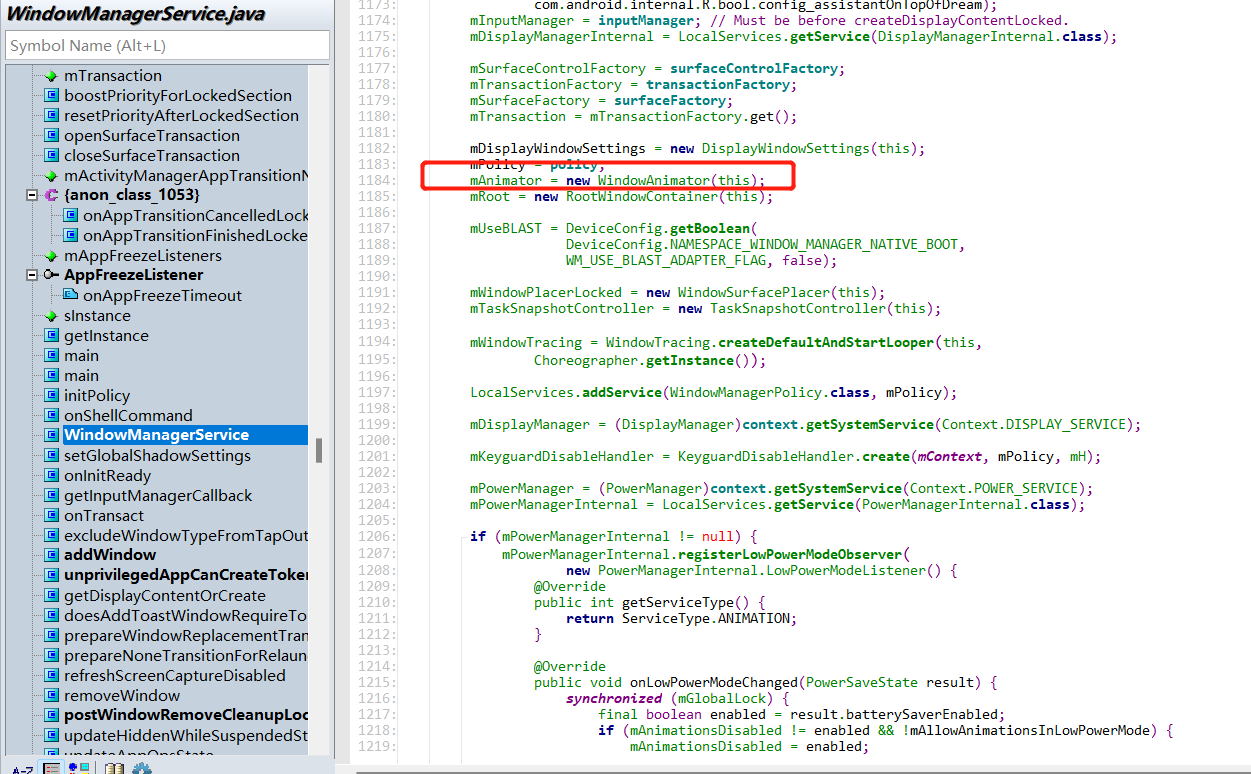 WindowManagerService.java
Symbol Name (Alt+L)
mTransaction
boostPriorityForLockedSection
resetPriorityAfterLockedSection
openSurfaceTransaction
closeSurfaceTransaction
mActivityManagerAppTransitionN
{anon_class_1053}
onAppTransitionCancelledLock
onAppTransitionFinishedLocke
mAppFreezeListeners
AppFreezeListener
onAppFreezeTimeout
sInstance
getInstance
main
main
initPolicy
onShellCommand
WindowManagerService
setGlobalShadowSettings
onInitReady
getInputManagerCallback
onTransact
excludeWindowTypeFromTapOut
addWindow
unprivilegedAppCanCreateToken
getDisplayContentOrCreate
doesAddToastWindowRequireTo
prepareWindowReplacementTran
prepareNoneTransitionForRelaun
refreshScreenCaptureDisabled
removeWindow
postWindowRemoveCleanupLoc
updateHiddenWhileSuspendedSt
updateAppOpsState
A-Z
1173: com.android.internal.R.bool.config_assistantOnTopOfDream);
1174: mInputManager = inputManager; // Must be before createDisplayContentLocked.
1175: mDisplayManagerInternal = LocalServices.getService(DisplayManagerInternal.class);
1176:
1177: mSurfaceControlFactory = surfaceControlFactory;
1178: mTransactionFactory = transactionFactory;
1179: mSurfaceFactory = surfaceFactory;
1180: mTransaction = mTransactionFactory.get();
1181:
1182: mDisplayWindowSettings = new DisplayWindowSettings(this);
1183: mPolicy = policy;
1184: mAnimator = new WindowAnimator(this);
1185: mRoot = new RootWindowContainer(this);
1186:
1187: mUseBLAST = DeviceConfig.getBoolean(
1188: DeviceConfig.NAMESPACE_WINDOW_MANAGER_NATIVE_BOOT,
1189: WM_USE_BLAST_ADAPTER_FLAG, false);
1190:
1191: mWindowPlacerLocked = new WindowSurfacePlacer(this);
1192: mTaskSnapshotController = new TaskSnapshotController(this);
1193:
1194: mWindowTracing = WindowTracing.createDefaultAndStartLooper(this,
1195: Choreographer.getInstance());
1196:
1197: LocalServices.addService(WindowManagerPolicy.class, mPolicy);
1198:
1199: mDisplayManager = (DisplayManager)context.getSystemService(Context.DISPLAY_SERVICE);
1200:
1201: mKeyguardDisableHandler = KeyguardDisableHandler.create(mContext, mPolicy, mH);
1202:
1203: mPowerManager = (PowerManager)context.getSystemService(Context.POWER_SERVICE);
1204: mPowerManagerInternal = LocalServices.getService(PowerManagerInternal.class);
1205:
1206: if (mPowerManagerInternal != null) {
1207: mPowerManagerInternal.registerLowPowerModeObserver(
1208: new PowerManagerInternal.LowPowerModeListener() {
1209: @Override
1210: public int getServiceType() {
1211: return ServiceType.ANIMATION;
1212: }
1213:
1214: @Override
1215: public void onLowPowerModeChanged(PowerSaveState result) {
1216: synchronized (mGlobalLock) {
1217: final boolean enabled = result.batterySaverEnabled;
1218: if (mAnimationsDisabled != enabled && !mAllowAnimationsInLowPowerMode) {
1219: mAnimationsDisabled = enabled;